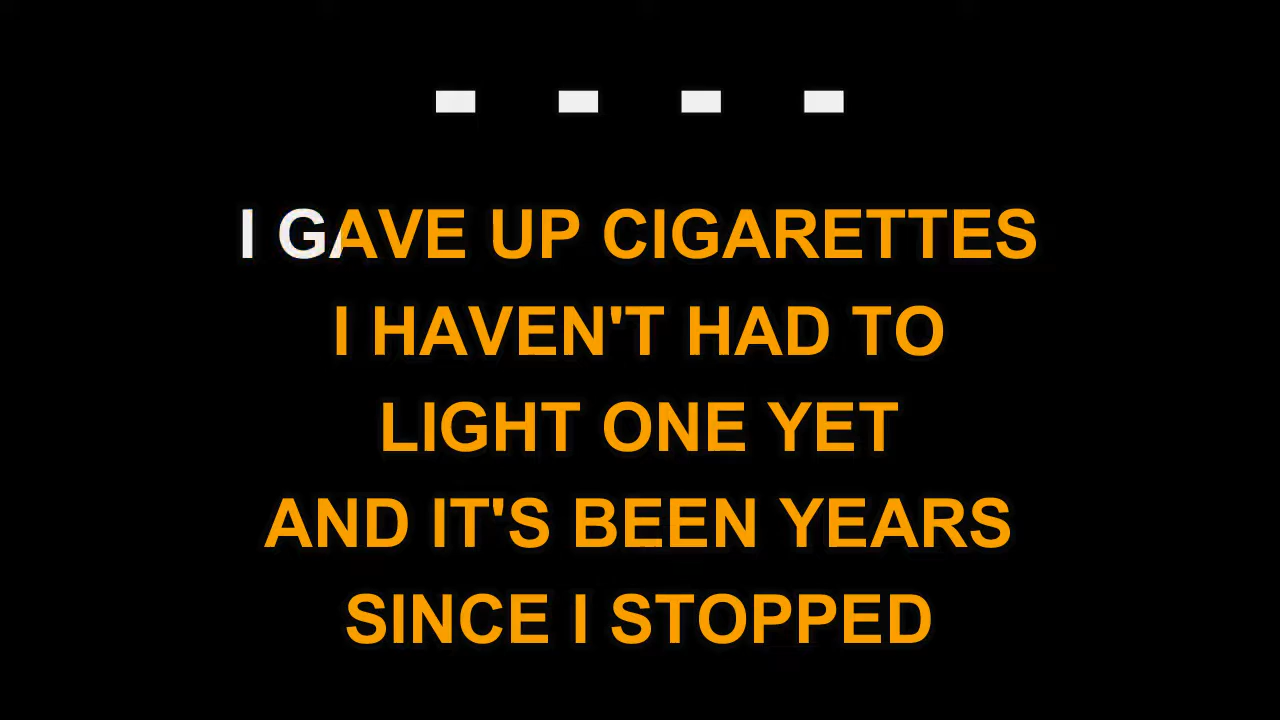 I GAVE UP CIGARETTES
I HAVEN'T HAD TO
LIGHT ONE YET
AND IT'S BEEN YEARS
SINCE I STOPPED